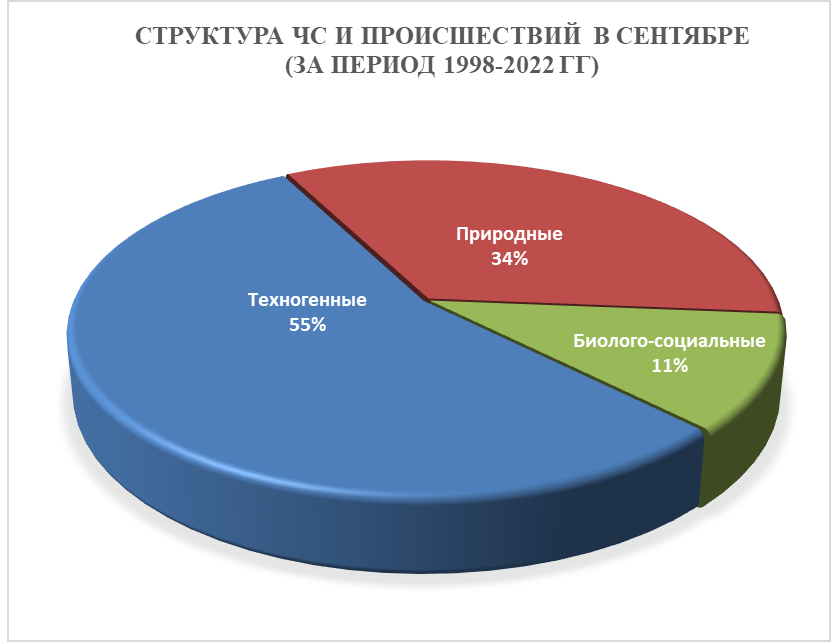 СТРУКТУРА ЧС И ПРОИСШЕСТВИЙ В СЕНТЯБРЕ
(ЗА ПЕРИОД 1998-2022 ГГ)
Природные
34%
Техногенные
55%
Биолого-социальные
11%